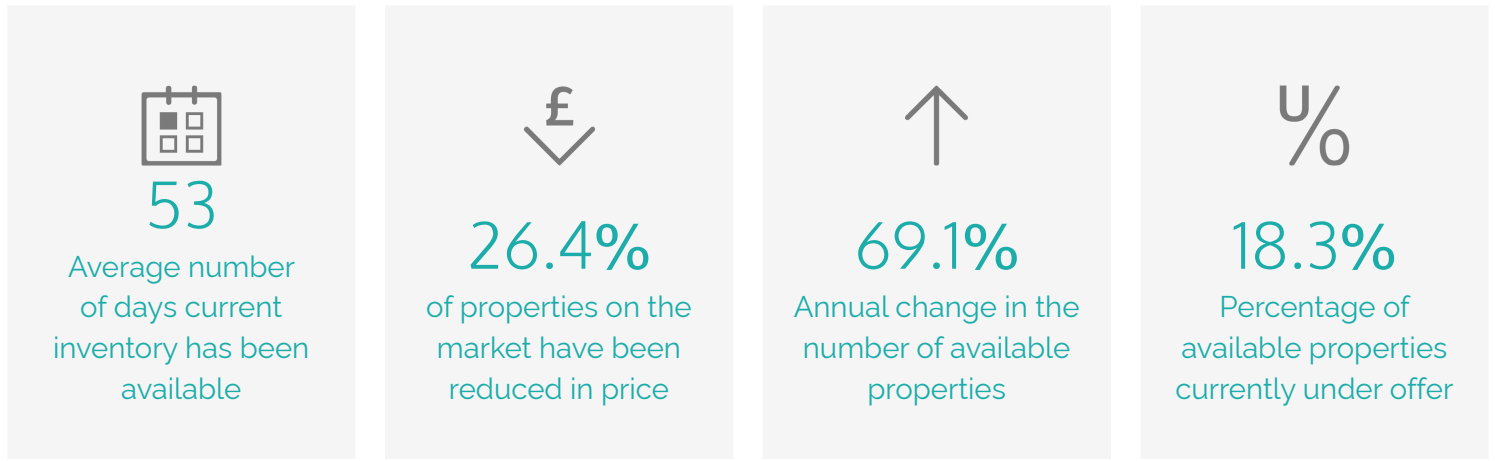 53
Average number
of days current
inventory has been
available
£
26.4%
of properties on the
market have been
reduced in price
69.1%
Annual change in the
number of available
properties
U%
18.3%
Percentage of
available properties
currently under offer